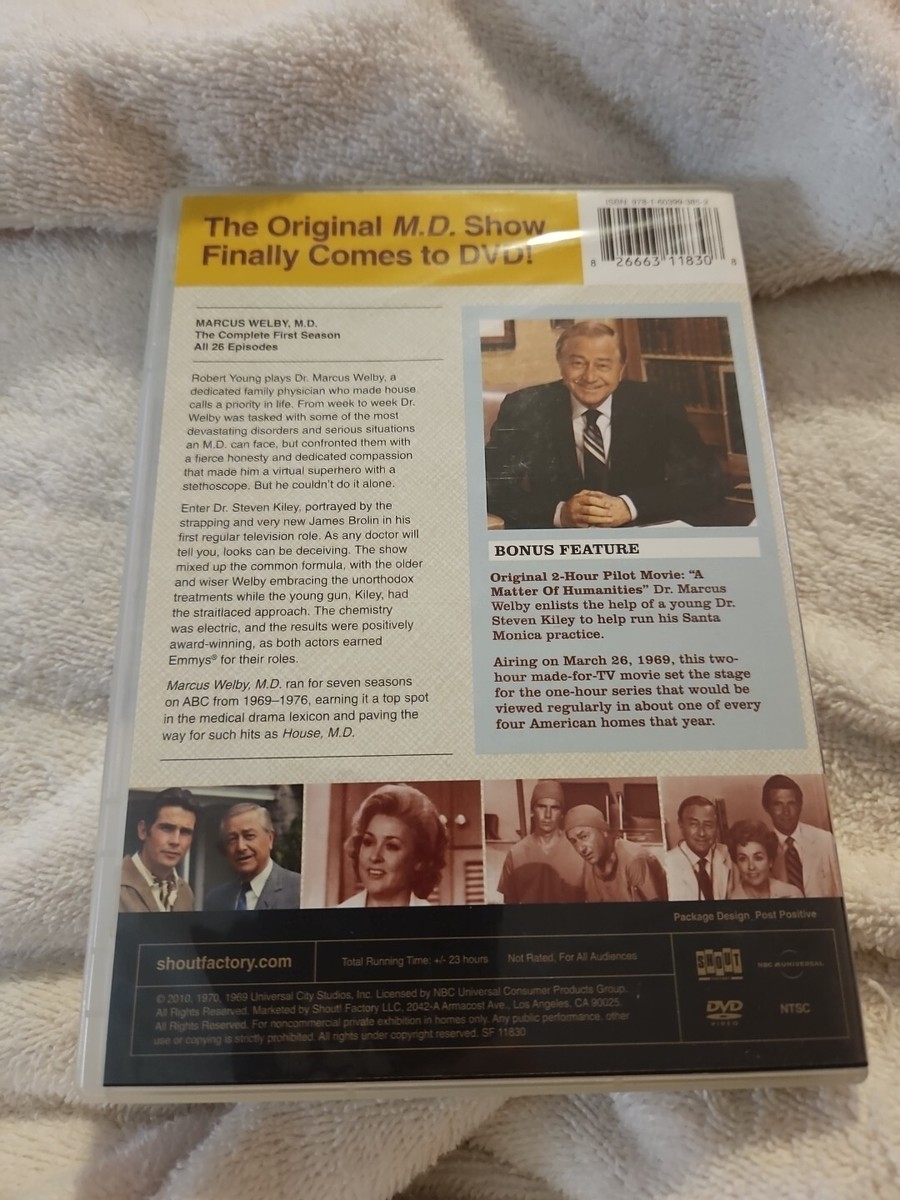 The Original M.D. Show
Finally Comes to DVD!
ISBN: 978-1-60399-985-2
8 26663 11830 8
MARCUS WELBY, M.D.
The Complete First Season
All 26 Episodes
Robert Young plays Dr. Marcus Welby, a
dedicated family physician who made house
calls a priority in life. From week to week Dr.
Welby was tasked with some of the most
devastating disorders and serious situations
an M.D. can face, but confronted them with
a fierce honesty and dedicated compassion
that made him a virtual superhero with a
stethoscope. But he couldn't do it alone.
Enter Dr. Steven Kiley, portrayed by the
strapping and very new James Brolin in his
first regular television role. As any doctor will
tell you, looks can be deceiving. The show
mixed up the common formula, with the older
and wiser Welby embracing the unorthodox
treatments while the young gun, Kiley, had
the straitlaced approach. The chemistry
was electric, and the results were positively
award-winning, as both actors earned
Emmys® for their roles.
Marcus Welby, M.D. ran for seven seasons
on ABC from 1969–1976, earning it a top spot
in the medical drama lexicon and paving the
way for such hits as House, M.D.
BONUS FEATURE
Original 2-Hour Pilot Movie: “A
Matter Of Humanities” Dr. Marcus
Welby enlists the help of a young Dr.
Steven Kiley to help run his Santa
Monica practice.
Airing on March 26, 1969, this two-
hour made-for-TV movie set the stage
for the one-hour series that would be
viewed regularly in about one of every
four American homes that year.
Package Design Post Positive
shoutfactory.com
Total Running Time: +/- 23 hours Not Rated, For All Audiences
© 2010, 1970, 1969 Universal City Studios, Inc. Licensed by NBC Universal Consumer Products Group.
All Rights Reserved. Marketed by Shout! Factory LLC, 2042-A Armacost Ave., Los Angeles, CA 90025.
All Rights Reserved. For noncommercial private exhibition in homes only. Any public performance, other
use or copying is strictly prohibited. All rights under copyright reserved. SF 11830
SHOUT
FACTORY
NBC UNIVERSAL
DVD
VIDEO
NTSC